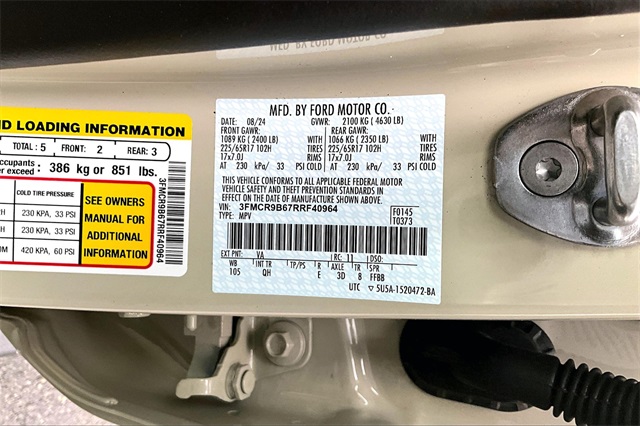 MFD. BY FORD MOTOR CO.
DATE: 08/24 GVWR: 2100 KG (4630 LB)
FRONT GAWR: REAR GAWR:
1089 KG (2400 LB) 1066 KG (2350 LB)
225/65R17 102H TIRES 225/65R17 102H TIRES
17x7.0J RIMS 17x7.0J RIMS
AT 230 kPa/ 33 PSI COLD AT 230 kPa/ 33 PSI COLD
THIS VEHICLE CONFORMS TO ALL APPLICABLE FEDERAL MOTOR
VEHICLE SAFETY AND THEFT PREVENTION STANDARDS IN
EFFECT ON THE DATE OF MANUFACTURE SHOWN ABOVE.
VIN: 3FMCR9B67RRF40964
TYPE: MPV
F0145
T0373
EXT PNT: VA RC: 11 DSO:
WB INT TR TP/PS R AXLE TR SPR
105 QH E 3D 8 FFBB
UTC 5U5A-1520472-BA
ND LOADING INFORMATION
TOTAL: 5 FRONT: 2 REAR: 3
occupants
exceed: 386 kg or 851 lbs.
COLD TIRE PRESSURE
230 KPA, 33 PSI
230 KPA, 33 PSI
420 KPA, 60 PSI
SEE OWNERS
MANUAL FOR
ADDITIONAL
INFORMATION
3FMCR9B67RRF40964